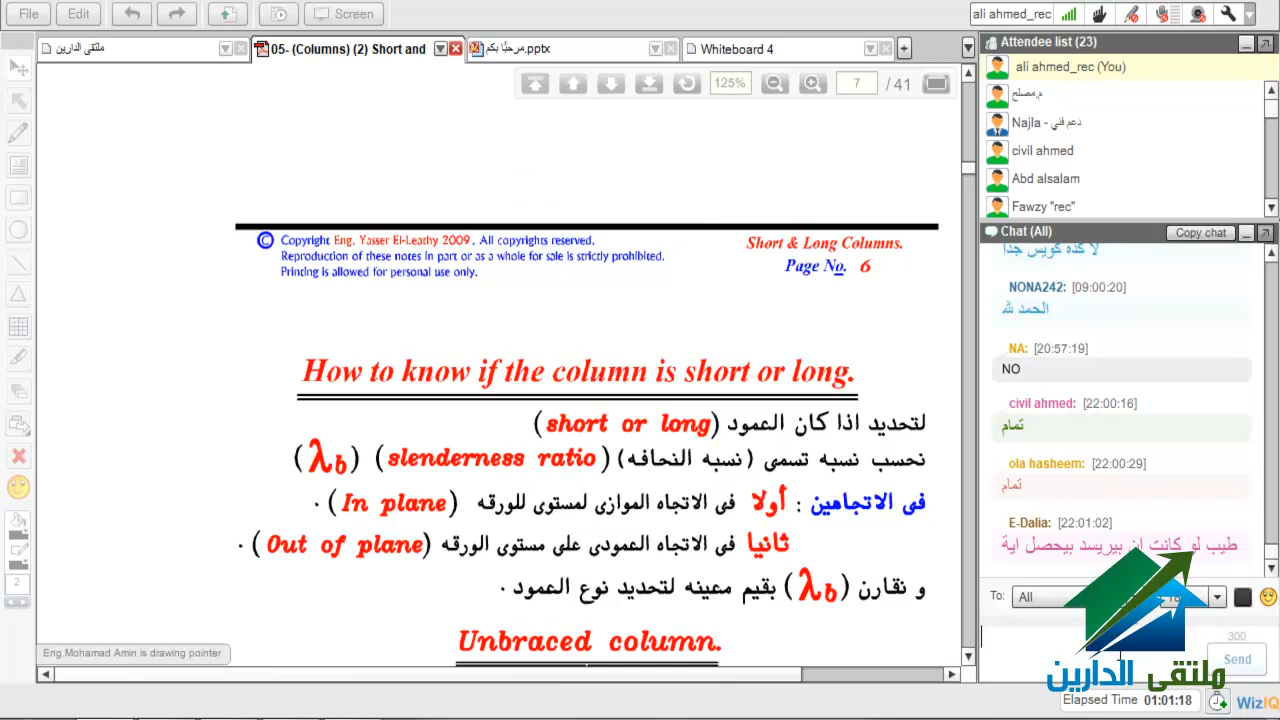 File
Edit
Screen
ali ahmed_rec
ملتقى الدارين
05- (Columns) (2) Short and
مرحبًا بكم.pptx
Whiteboard 4
125%
7
/ 41
Attendee list (23)
ali ahmed_rec (You)
م.مصلح
Najla - دعم فني
civil ahmed
Abd alsalam
Fawzy "rec"
Chat (All)
Copy chat
لا كده كويس جدا
NONA242: [09:00:20]
الحمد لله
NA: [20:57:19]
NO
civil ahmed: [22:00:16]
تمام
ola hasheem: [22:00:29]
تمام
E-Dalia: [22:01:02]
طيب لو كانت ان بيريسد بيحصل اية
To:
All
300
Send
ملتقى الدارين
Elapsed Time 01:01:18
WizIQ
© Copyright Eng. Yasser El-Leathy 2009. All copyrights reserved.
Reproduction of these notes in part or as a whole for sale is strictly prohibited.
Printing is allowed for personal use only.
Short & Long Columns.
Page No. 6
How to know if the column is short or long.
لتحديد اذا كان العمود (short or long)
نحسب نسبه تسمى (نسبه النحافه) (slenderness ratio) (λb)
فى الاتجاهين : أولا فى الاتجاه الموازى لمستوى للورقه (In plane) .
ثانيا فى الاتجاه العمودى على مستوى الورقه (Out of plane) .
و نقارن (λb) بقيم معينه لتحديد نوع العمود .
Unbraced column.
Eng.Mohamad Amin is drawing pointer
2